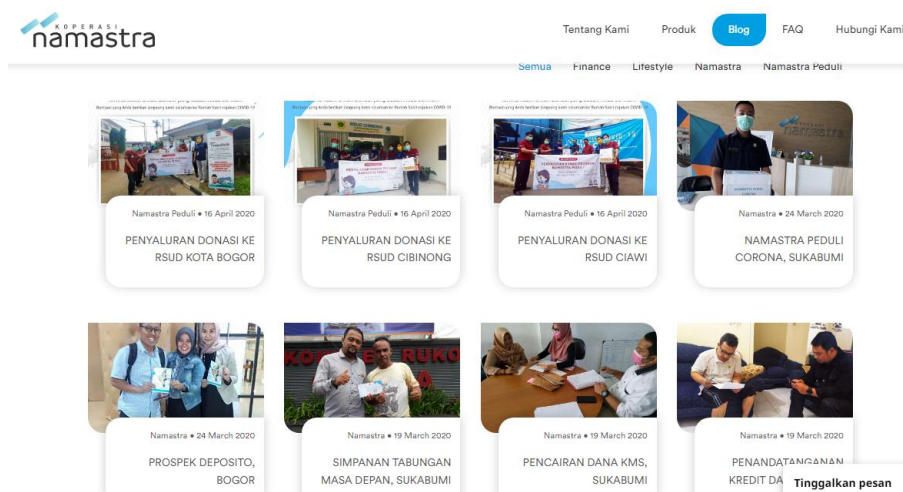 KOPERASI
namastra
Tentang Kami
Produk
Blog
FAQ
Hubungi Kami
Semua
Finance
Lifestyle
Namastra
Namastra Peduli
Namastra Peduli • 16 April 2020
PENYALURAN DONASI KE
RSUD KOTA BOGOR
Namastra Peduli • 16 April 2020
PENYALURAN DONASI KE
RSUD CIBINONG
Namastra Peduli • 16 April 2020
PENYALURAN DONASI KE
RSUD CIAWI
namastra
Namastra • 24 March 2020
NAMASTRA PEDULI
CORONA, SUKABUMI
Namastra • 24 March 2020
PROSPEK DEPOSITO,
BOGOR
Namastra • 19 March 2020
SIMPANAN TABUNGAN
MASA DEPAN, SUKABUMI
Namastra • 19 March 2020
PENCAIRAN DANA KMS,
SUKABUMI
Namastra • 19 March 2020
PENANDATANGANAN
KREDIT
Tinggalkan pesan